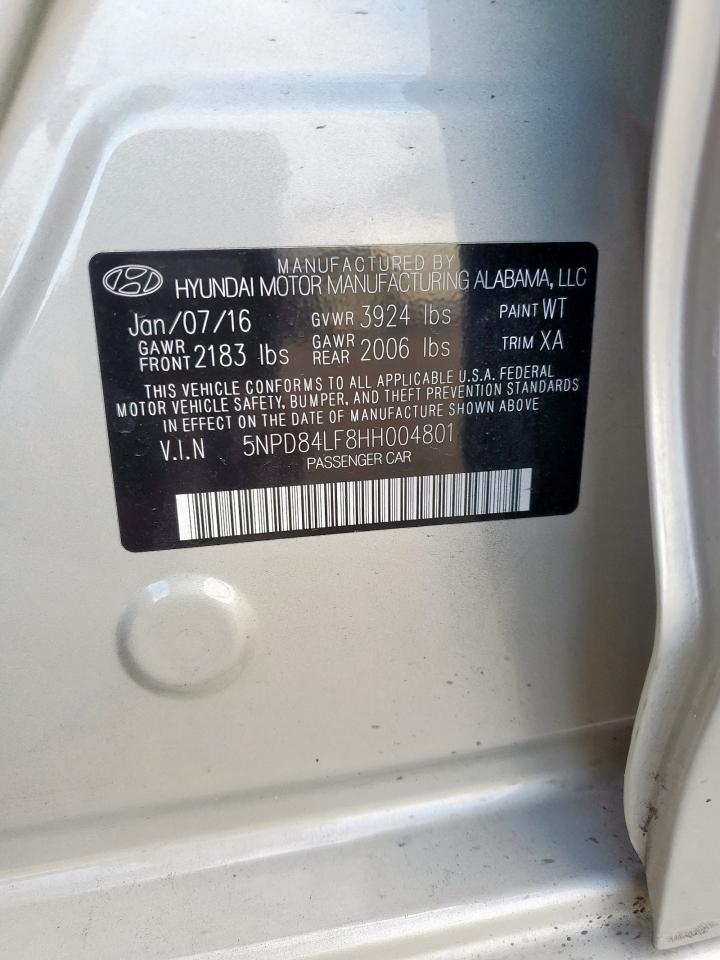 MANUFACTURED BY
HYUNDAI MOTOR MANUFACTURING ALABAMA, LLC
Jan/07/16 GVWR 3924 lbs PAINT WT
GAWR FRONT 2183 lbs GAWR REAR 2006 lbs TRIM XA
THIS VEHICLE CONFORMS TO ALL APPLICABLE U.S.A. FEDERAL
MOTOR VEHICLE SAFETY, BUMPER, AND THEFT PREVENTION STANDARDS
IN EFFECT ON THE DATE OF MANUFACTURE SHOWN ABOVE
V.I.N 5NPD84LF8HH004801
PASSENGER CAR